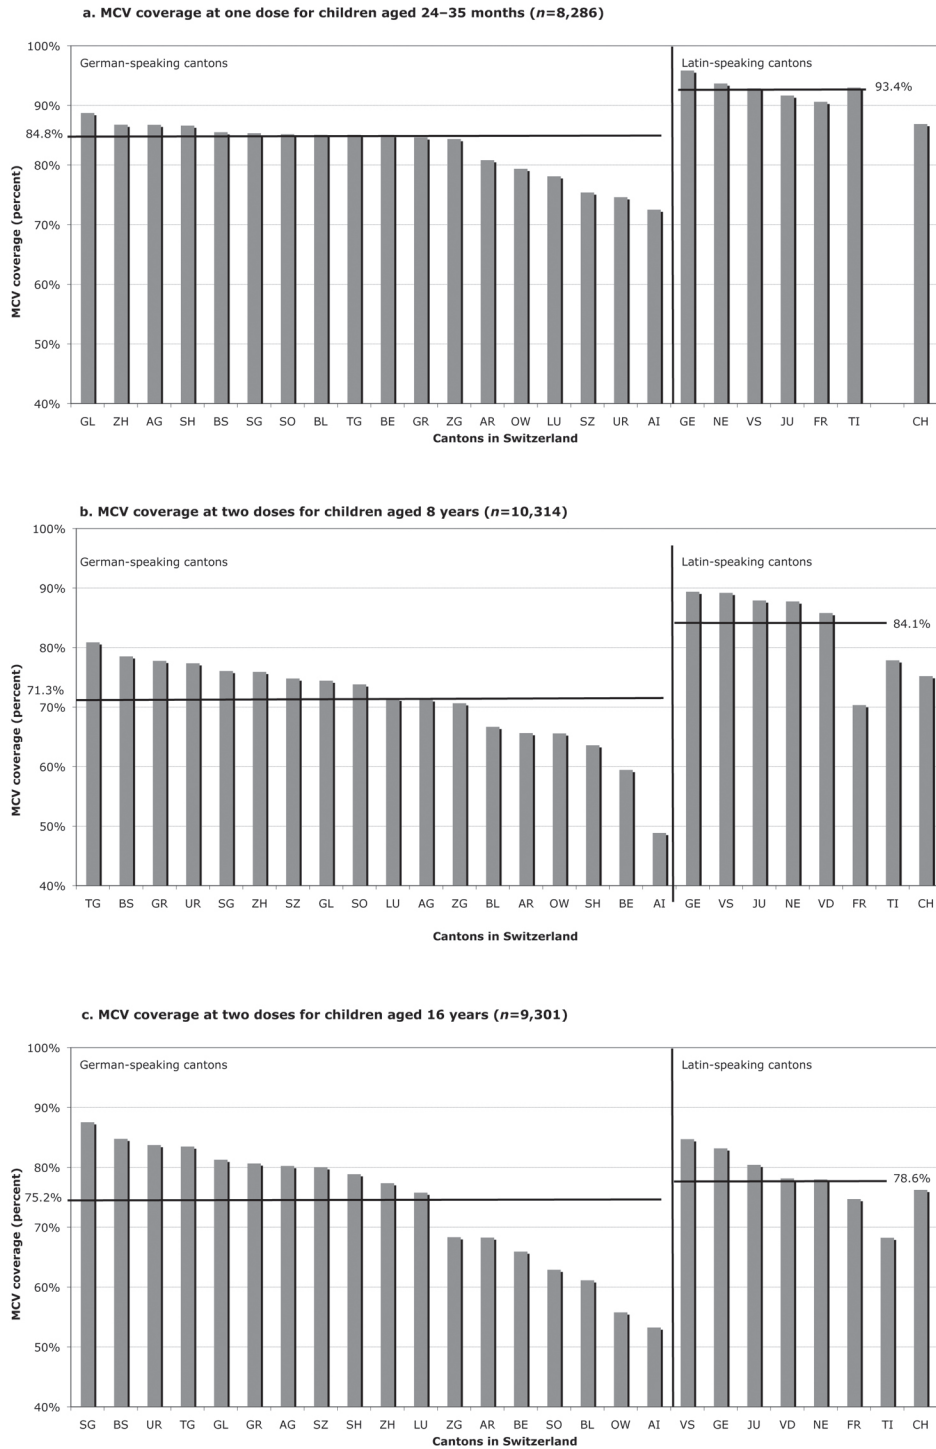 a. MCV coverage at one dose for children aged 24–35 months (n=8,286)
100%
90%
80%
70%
60%
50%
40%
84.8%
MCV coverage (percent)
German-speaking cantons
Latin-speaking cantons
93.4%
GL ZH AG SH BS SG SO BL TG BE GR ZG AR OW LU SZ UR AI GE NE VS JU FR TI CH
Cantons in Switzerland
b. MCV coverage at two doses for children aged 8 years (n=10,314)
100%
90%
80%
70%
60%
50%
40%
71.3%
MCV coverage (percent)
German-speaking cantons
Latin-speaking cantons
84.1%
TG BS GR UR SG ZH SZ GL SO LU AG ZG BL AR OW SH BE AI GE VS JU NE VD FR TI CH
Cantons in Switzerland
c. MCV coverage at two doses for children aged 16 years (n=9,301)
100%
90%
80%
70%
60%
50%
40%
75.2%
MCV coverage (percent)
German-speaking cantons
Latin-speaking cantons
78.6%
SG BS UR TG GL GR AG SZ SH ZH LU ZG AR BE SO BL OW AI VS GE JU VD NE FR TI CH
Cantons in Switzerland